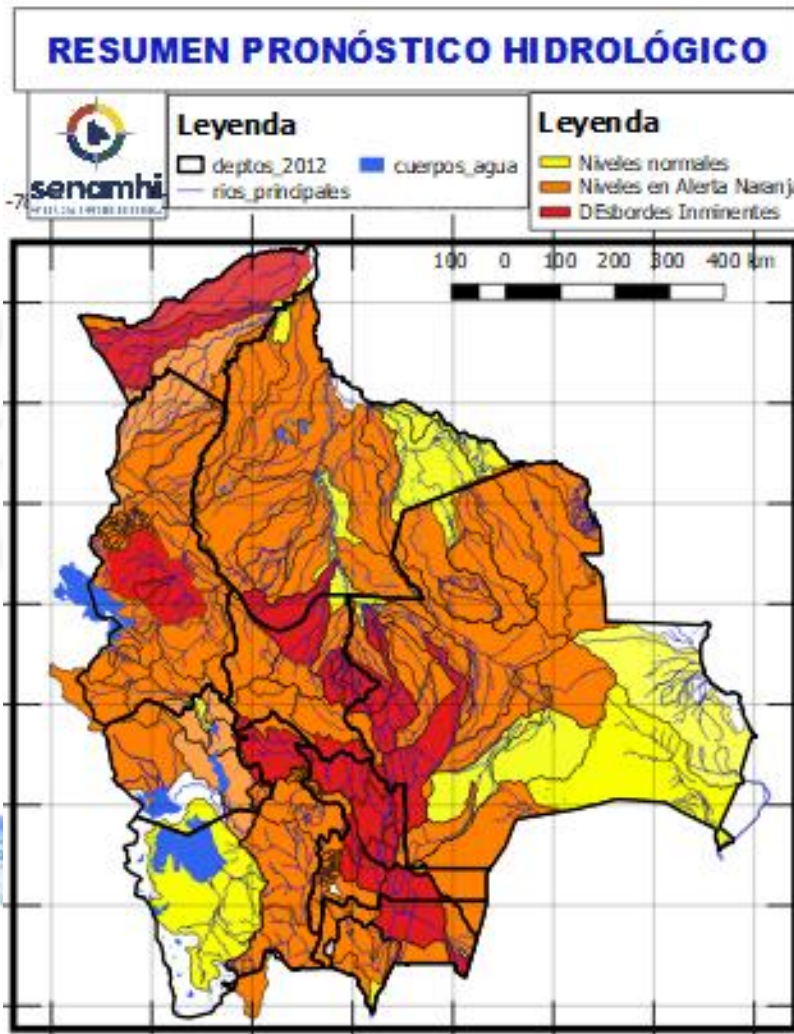 RESUMEN PRONÓSTICO HIDROLÓGICO
senamhi
Leyenda
deptos_2012 cuerpos_agua
rios_principales
Leyenda
Niveles normales
Niveles en Alerta Naranja
DEsbordes Inminentes
100 0 100 200 300 400 km